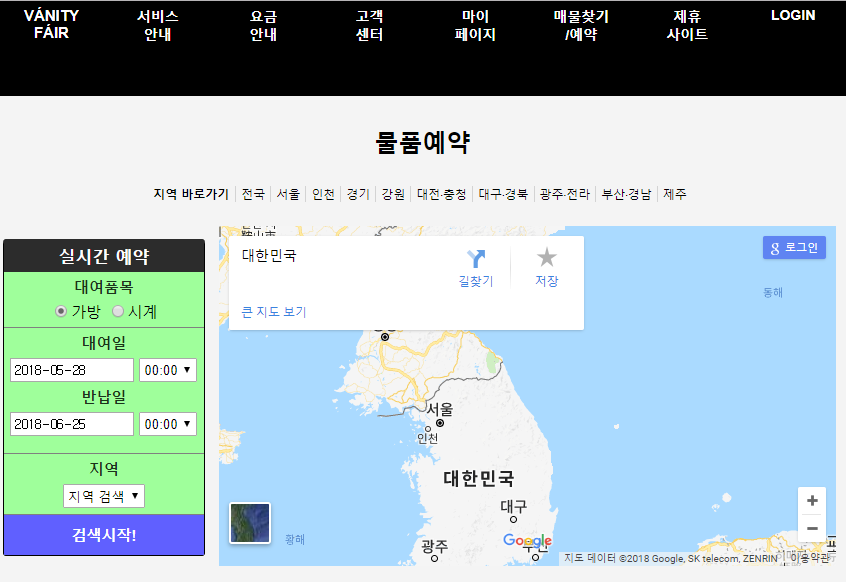 VÁNITY FÁIR
서비스 안내
요금 안내
고객 센터
마이 페이지
매물찾기 /예약
제휴 사이트
LOGIN
물품예약
지역 바로가기 전국 서울 인천 경기 강원 대전·충청 대구·경북 광주·전라 부산·경남 제주
실시간 예약
대여품목
가방 시계
대여일
2018-06-28 00:00
반납일
2018-06-25 00:00
지역
지역 검색
검색시작!
대한민국
길찾기
저장
큰 지도 보기
g 로그인
동해
서울
인천
대한민국
대구
황해
광주
Google
부산
지도 데이터 ©2018 Google, SK telecom, ZENRIN
이용약관